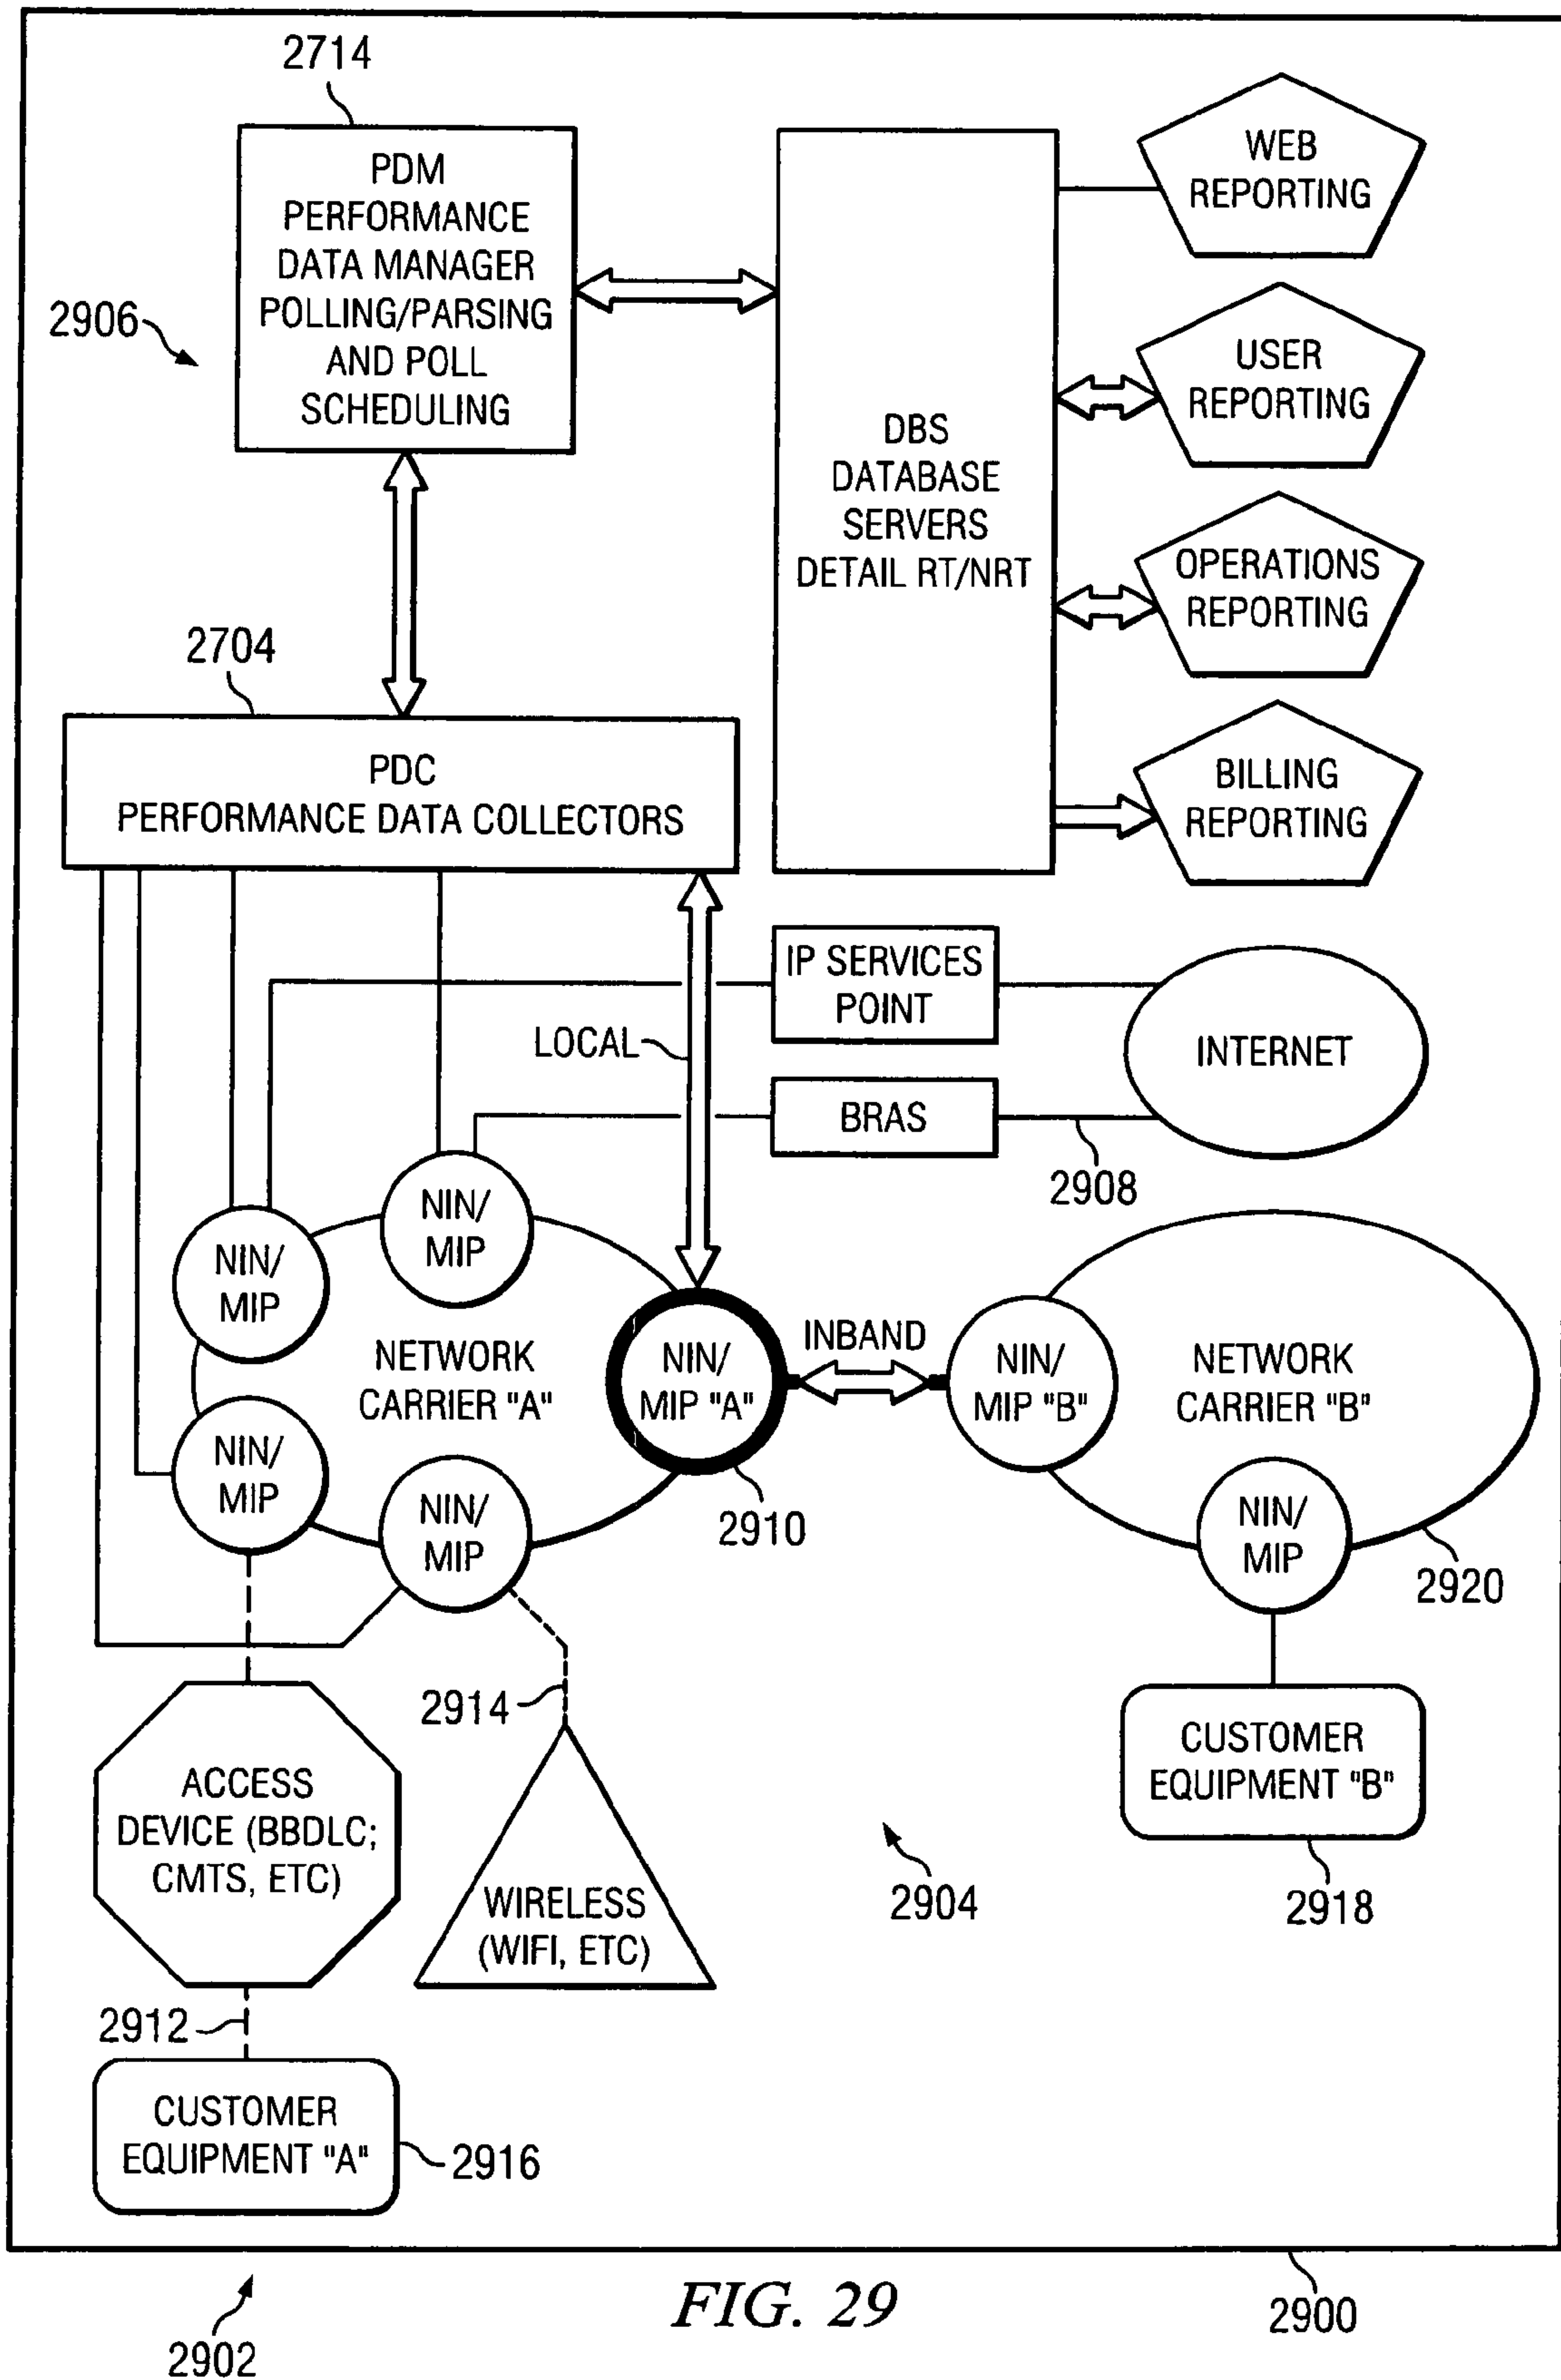 2714
PDM
PERFORMANCE
DATA MANAGER
POLLING/PARSING
AND POLL
SCHEDULING
2906
DBS
DATABASE
SERVERS
DETAIL RT/NRT
WEB
REPORTING
USER
REPORTING
OPERATIONS
REPORTING
BILLING
REPORTING
2704
PDC
PERFORMANCE DATA COLLECTORS
IP SERVICES
POINT
LOCAL
INTERNET
BRAS
2908
NIN/
MIP
NIN/
MIP
NETWORK
CARRIER "A"
NIN/
MIP "A"
INBAND
NIN/
MIP "B"
NETWORK
CARRIER "B"
NIN/
MIP
NIN/
MIP
2910
NIN/
MIP
2920
2914
ACCESS
DEVICE (BBDLC;
CMTS, ETC)
WIRELESS
(WIFI, ETC)
2904
CUSTOMER
EQUIPMENT "B"
2918
2912
CUSTOMER
EQUIPMENT "A"
2916
2902
FIG. 29
2900